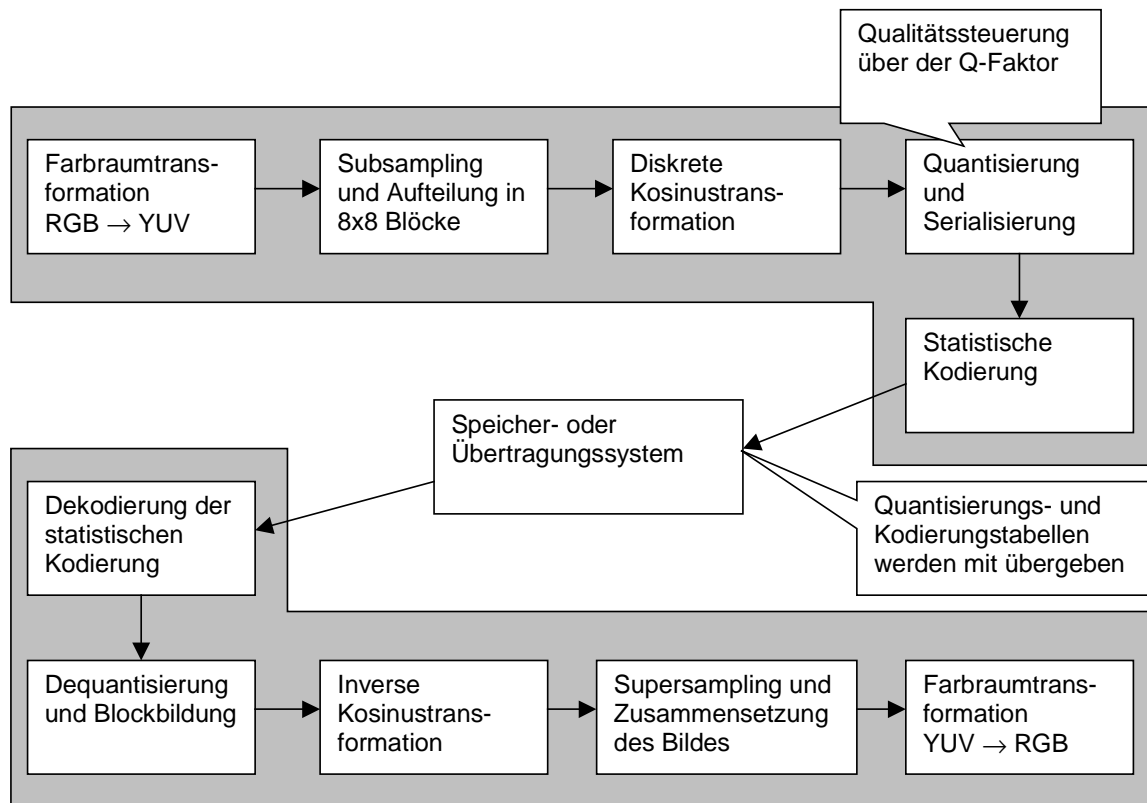 Qualitätssteuerung
über der Q-Faktor
Farbraumtrans-
formation
RGB → YUV
Subsampling
und Aufteilung in
8x8 Blöcke
Diskrete
Kosinustrans-
formation
Quantisierung
und
Serialisierung
Statistische
Kodierung
Speicher- oder
Übertragungssystem
Quantisierungs- und
Kodierungstabellen
werden mit übergeben
Dekodierung der
statistischen
Kodierung
Dequantisierung
und Blockbildung
Inverse
Kosinustrans-
formation
Supersampling und
Zusammensetzung
des Bildes
Farbraumtrans-
formation
YUV → RGB